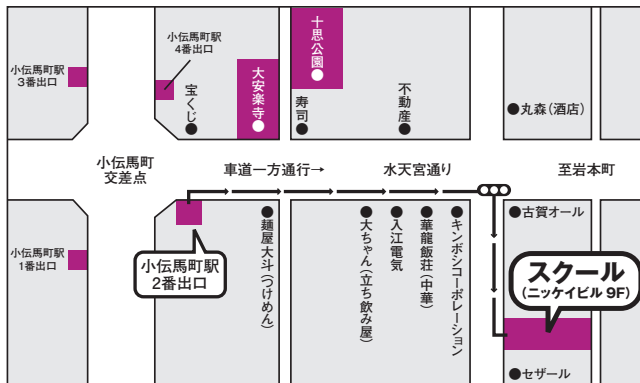 小伝馬町駅
3番出口
小伝馬町駅
4番出口
宝くじ
大安楽寺
十思公園
寿司
不動産
丸森(酒店)
小伝馬町
交差点
車道一方通行→
水天宮通り
至岩本町
小伝馬町駅
1番出口
小伝馬町駅
2番出口
麺屋大斗(つけめん)
大ちゃん(立ち飲み屋)
入江電気
華龍飯荘(中華)
キンボシコーポレーション
古賀オール
スクール
(ニッケイビル 9F)
セザール